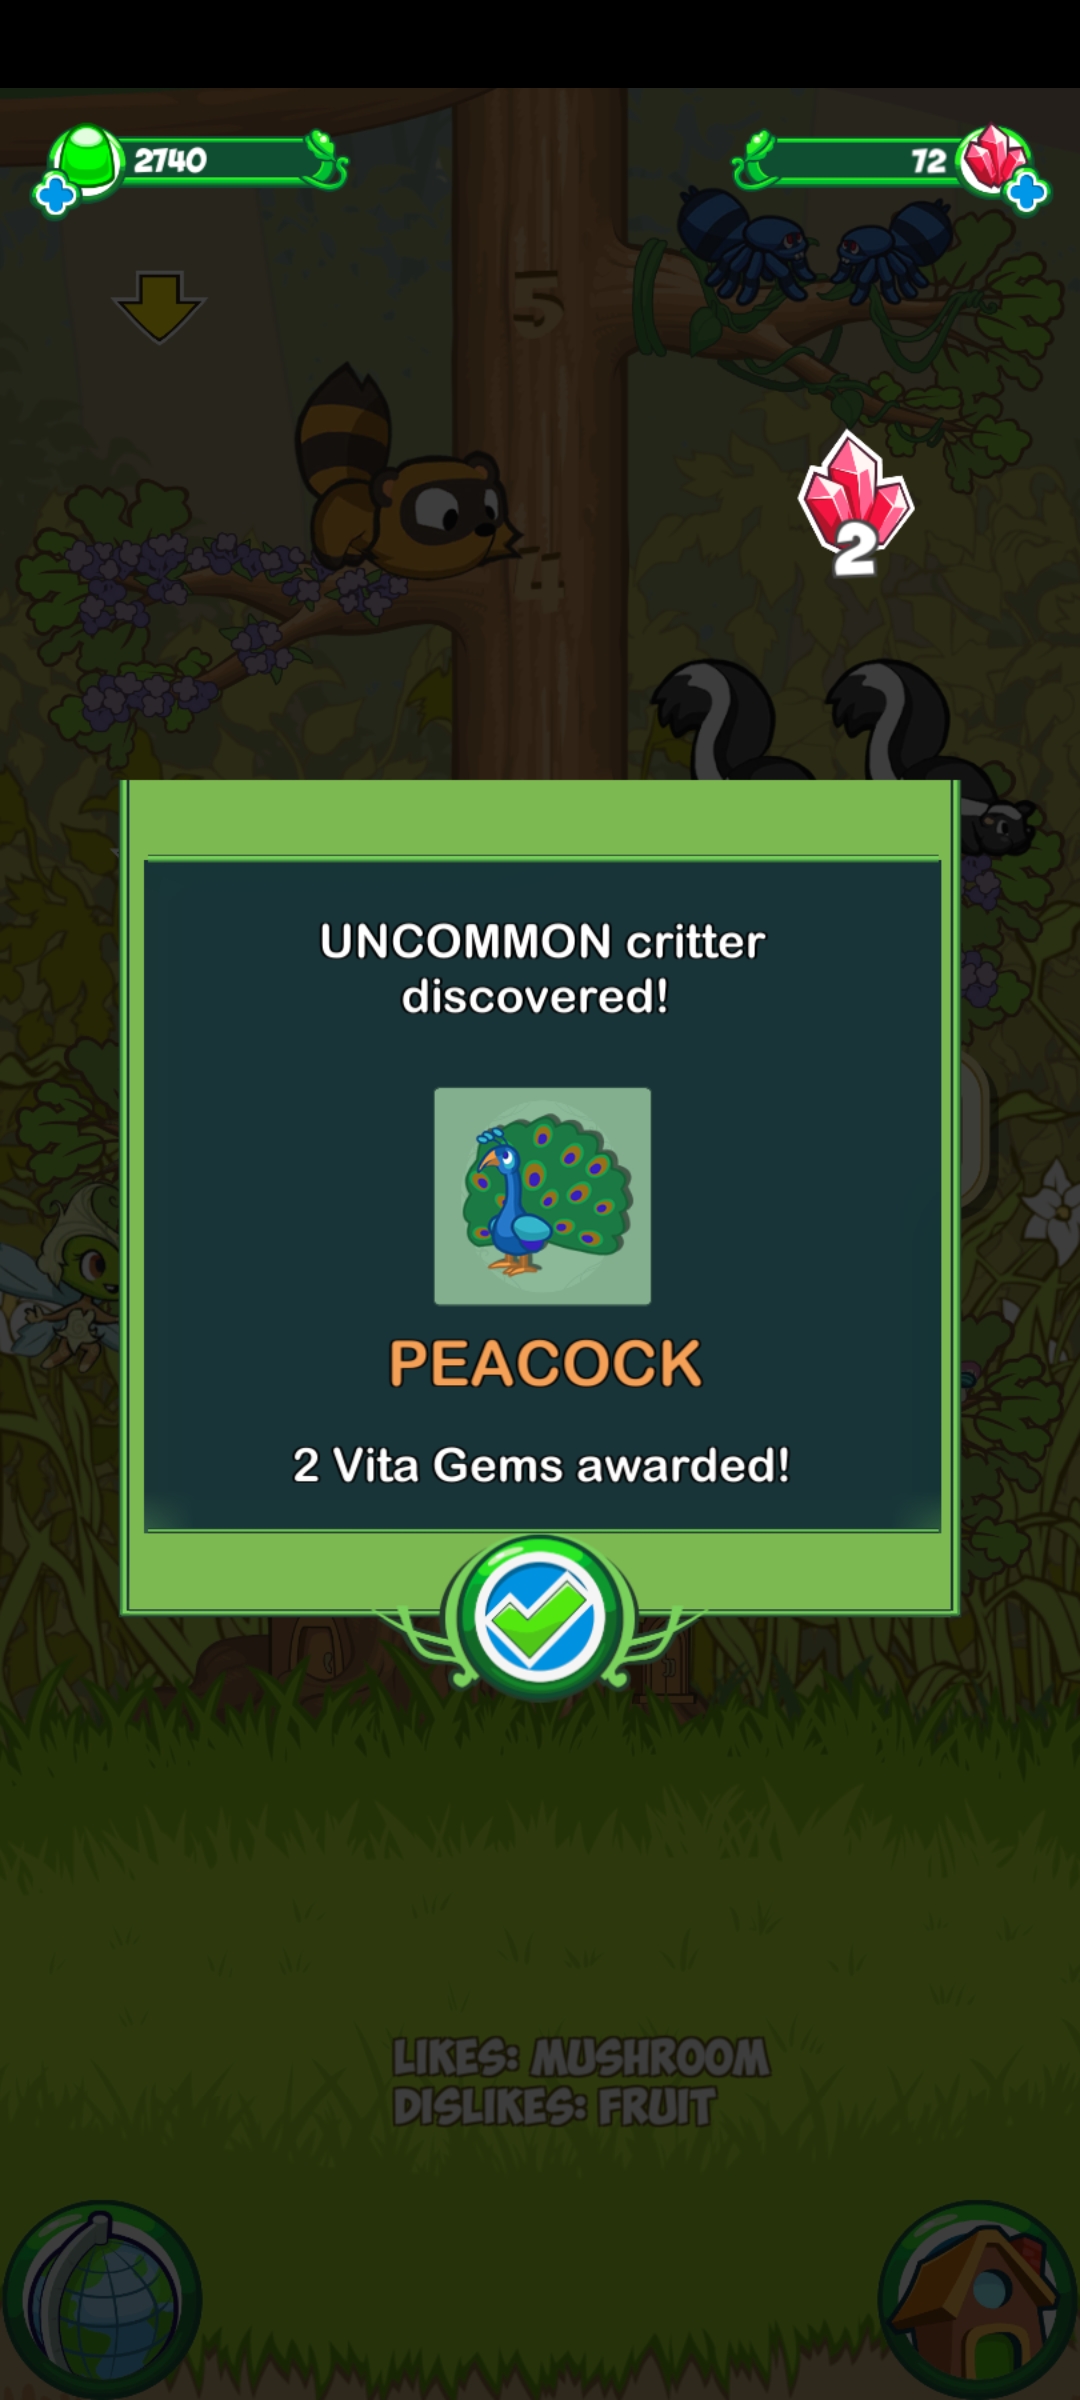 2740
72
5
2
4
UNCOMMON critter
discovered!
PEACOCK
2 Vita Gems awarded!
LIKES: MUSHROOM
DISLIKES: FRUIT